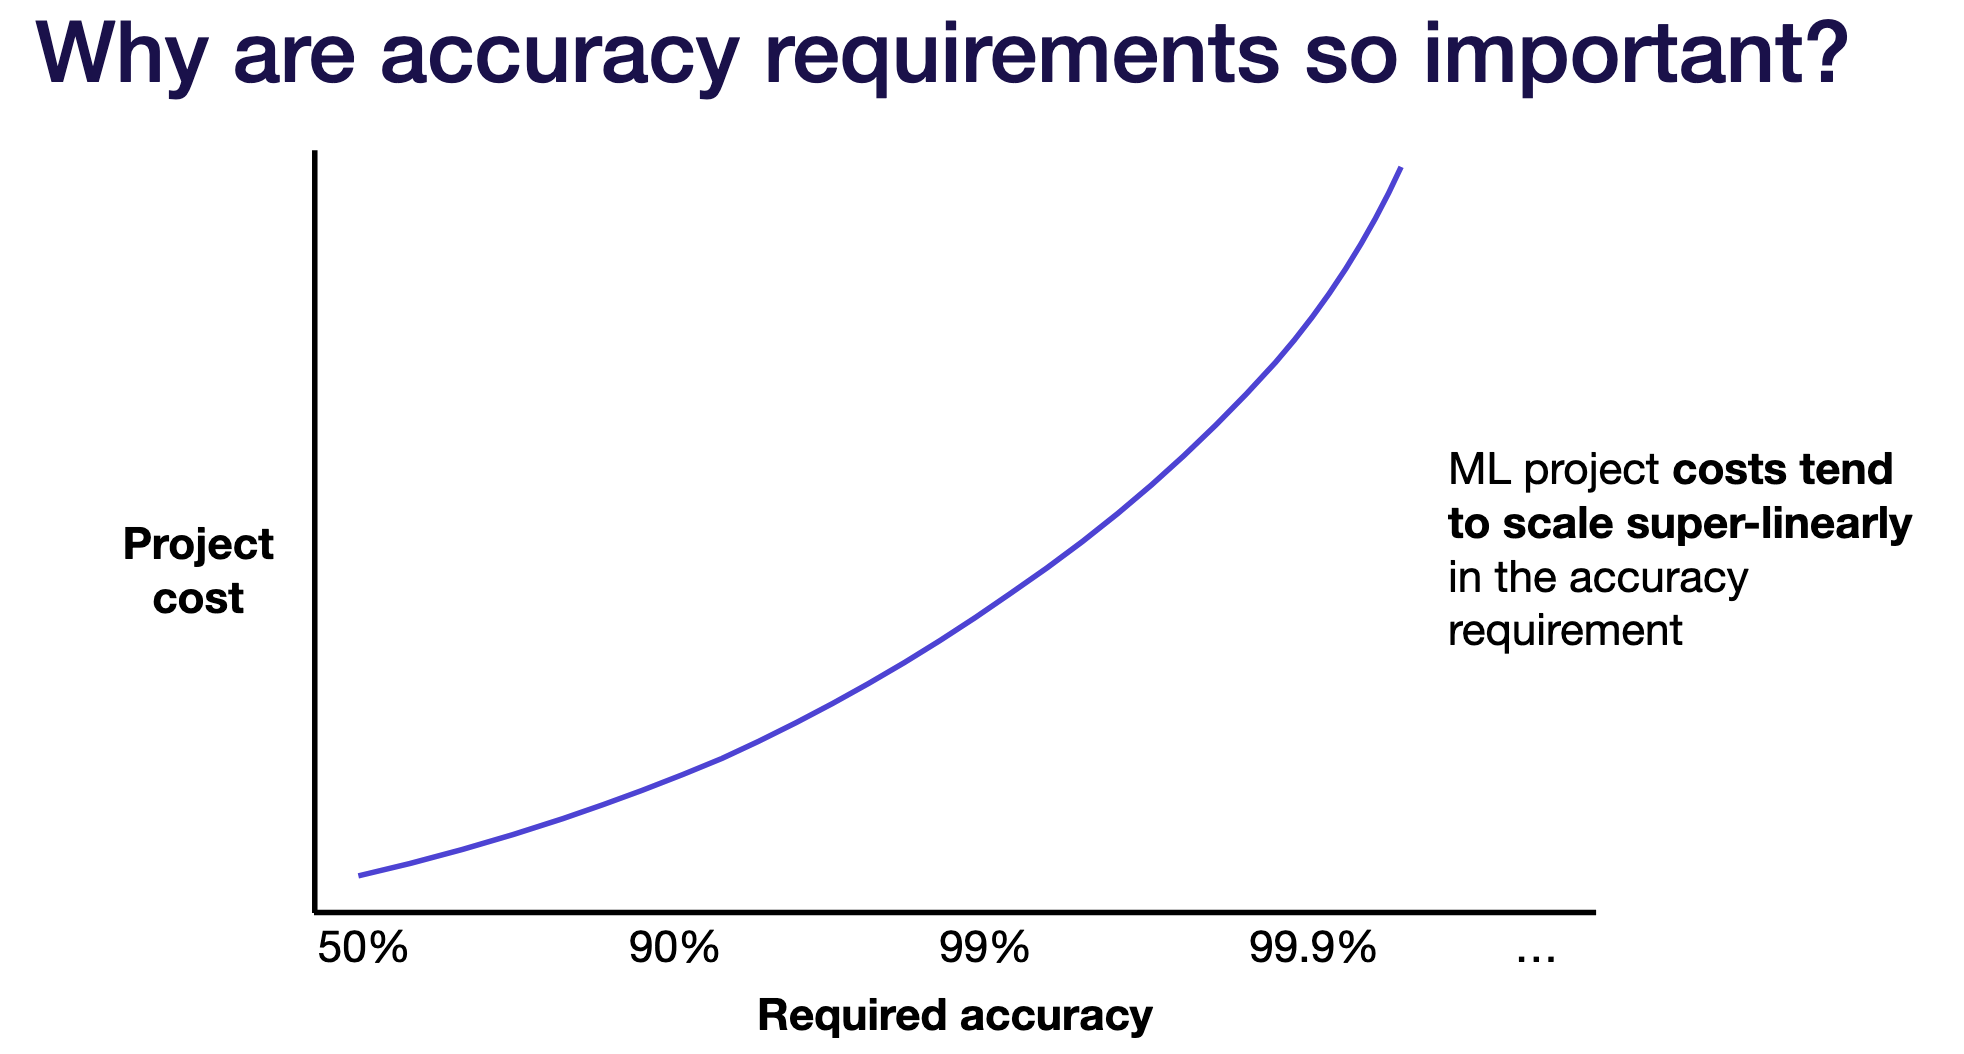 Why are accuracy requirements so important?
Project
cost
ML project costs tend
to scale super-linearly
in the accuracy
requirement
50% 90% 99% 99.9% ...
Required accuracy